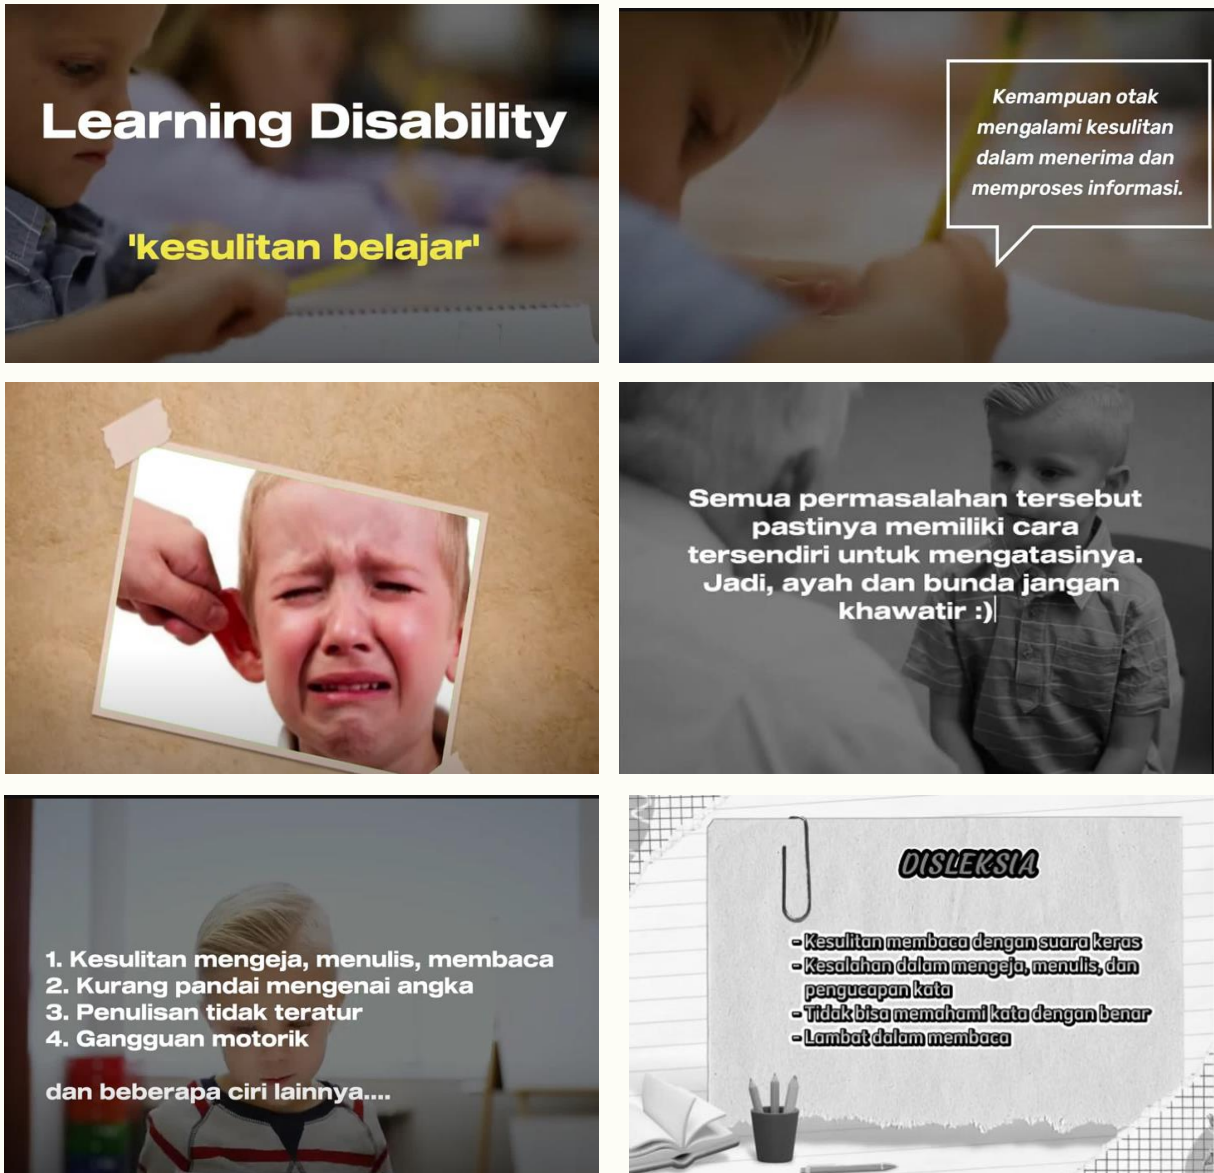 Learning Disability
'kesulitan belajar'
Kemampuan otak
mengalami kesulitan
dalam menerima dan
memproses informasi.
Semua permasalahan tersebut
pastinya memiliki cara
tersendiri untuk mengatasinya.
Jadi, ayah dan bunda jangan
khawatir :)
1. Kesulitan mengeja, menulis, membaca
2. Kurang pandai mengenai angka
3. Penulisan tidak teratur
4. Gangguan motorik
dan beberapa ciri lainnya....
DISLEKSIA
- Kesulitan membaca dengan suara keras
- Kesalahan dalam mengeja, menulis, dan
pengucapan kata
- Tidak bisa memahami kata dengan benar
- Lambat dalam membaca